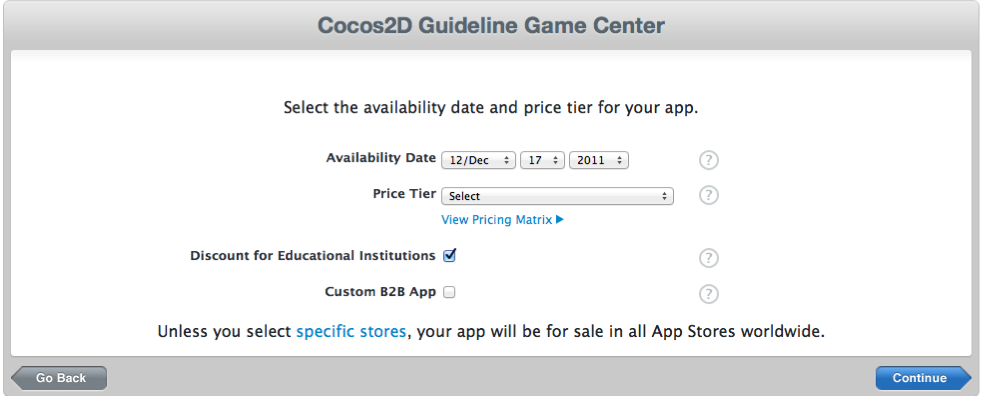 Cocos2D Guideline Game Center
Select the availability date and price tier for your app.
Availability Date 12/Dec 17 2011 ?
Price Tier Select ?
View Pricing Matrix ▶
Discount for Educational Institutions ?
Custom B2B App ?
Unless you select specific stores, your app will be for sale in all App Stores worldwide.
Go Back Continue